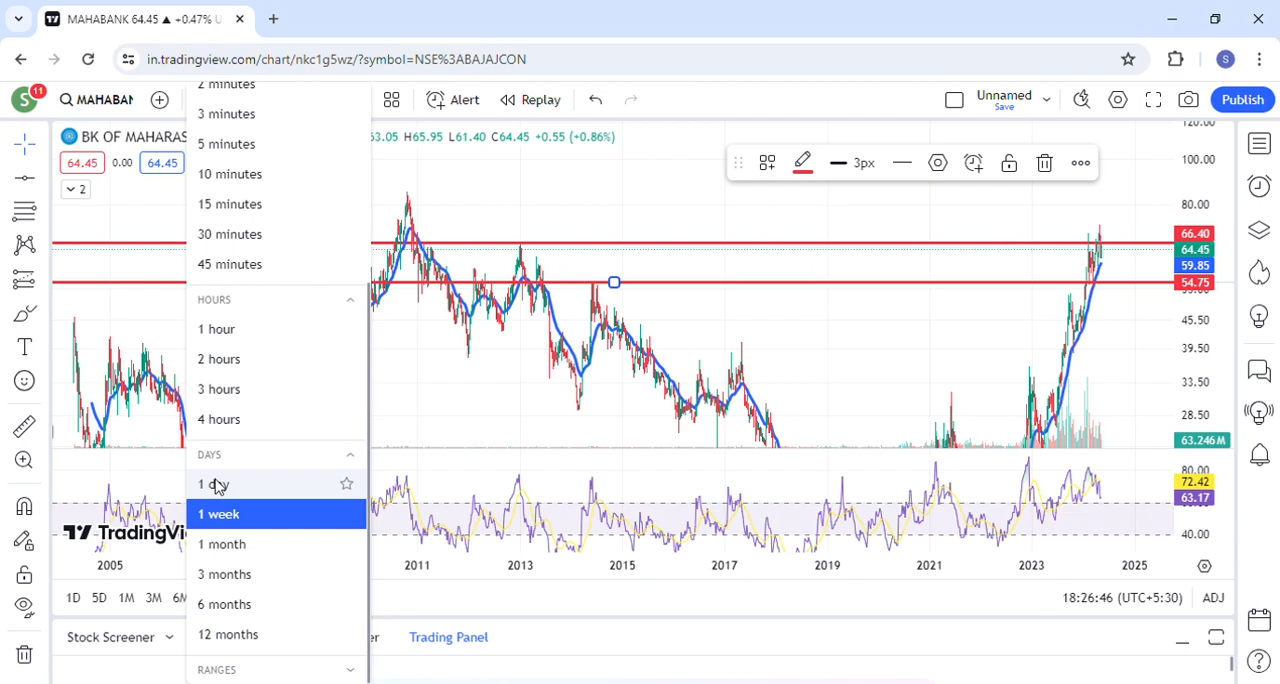 MAHABANK 64.45 ▲ +0.47%
in.tradingview.com/chart/nkc1g5wz/?symbol=NSE%3ABAJAJCON
S
S
11
MAHABAN
Alert
Replay
Unnamed
Save
Publish
BK OF MAHARAS
63.05 H65.95 L61.40 C64.45 +0.55 (+0.86%)
64.45
0.00
64.45
2
3px
2 minutes
3 minutes
5 minutes
10 minutes
15 minutes
30 minutes
45 minutes
HOURS
1 hour
2 hours
3 hours
4 hours
DAYS
1 day
1 week
1 month
3 months
6 months
12 months
RANGES
120.00
100.00
80.00
66.40
64.45
59.85
54.75
45.50
39.50
33.50
28.50
63.246M
80.00
72.42
63.17
40.00
TradingVi
2005
2011
2013
2015
2017
2019
2021
2023
2025
1D 5D 1M 3M 6M
18:26:46 (UTC+5:30)
ADJ
Stock Screener
er
Trading Panel